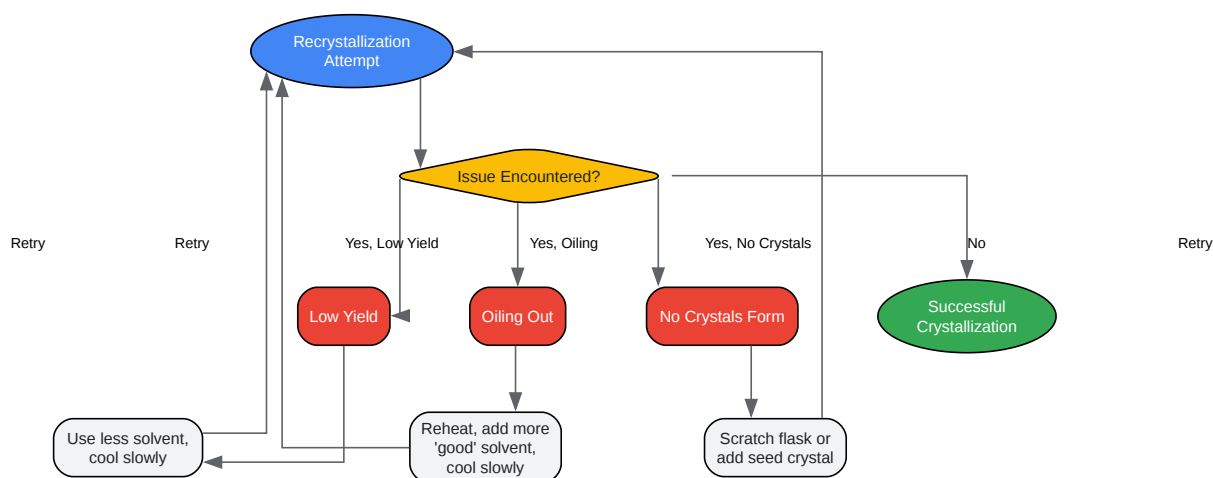 Recrystallization
Attempt
Issue Encountered?
Retry
Retry
Yes, Low Yield
Yes, Oiling
Yes, No Crystals
No
Retry
Low Yield
Oiling Out
No Crystals Form
Successful
Crystallization
Use less solvent,
cool slowly
Reheat, add more
'good' solvent,
cool slowly
Scratch flask or
add seed crystal